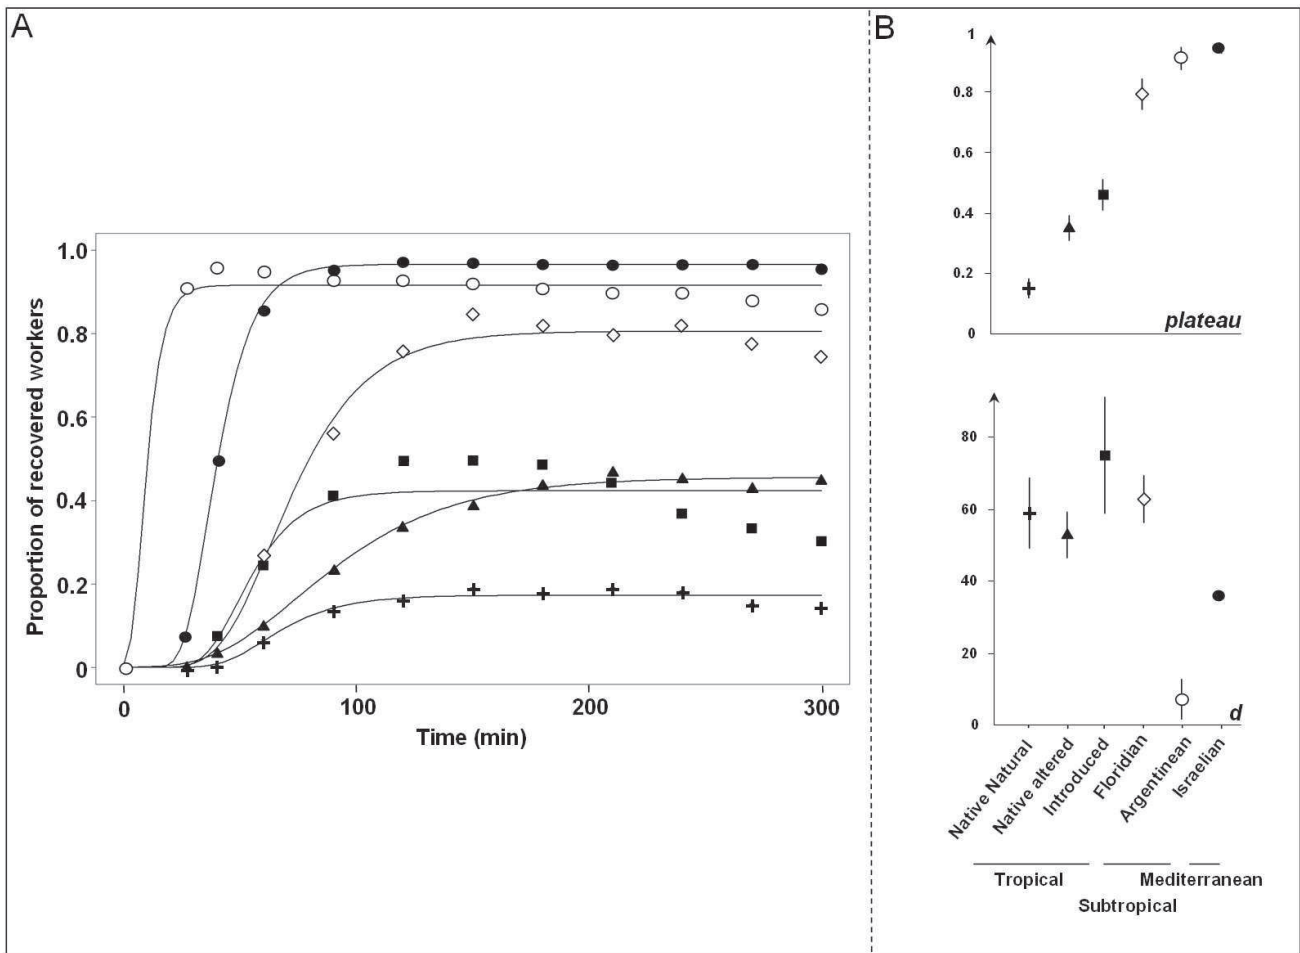 A
Proportion of recovered workers
1.0
0.8
0.6
0.4
0.2
0
0 100 200 300
Time (min)
B
1
0.8
0.6
0.4
0.2
0
plateau
80
60
40
20
0
d
Native Natural
Native altered
Introduced
Floridian
Argentinean
Israelian
Tropical Mediterranean
Subtropical